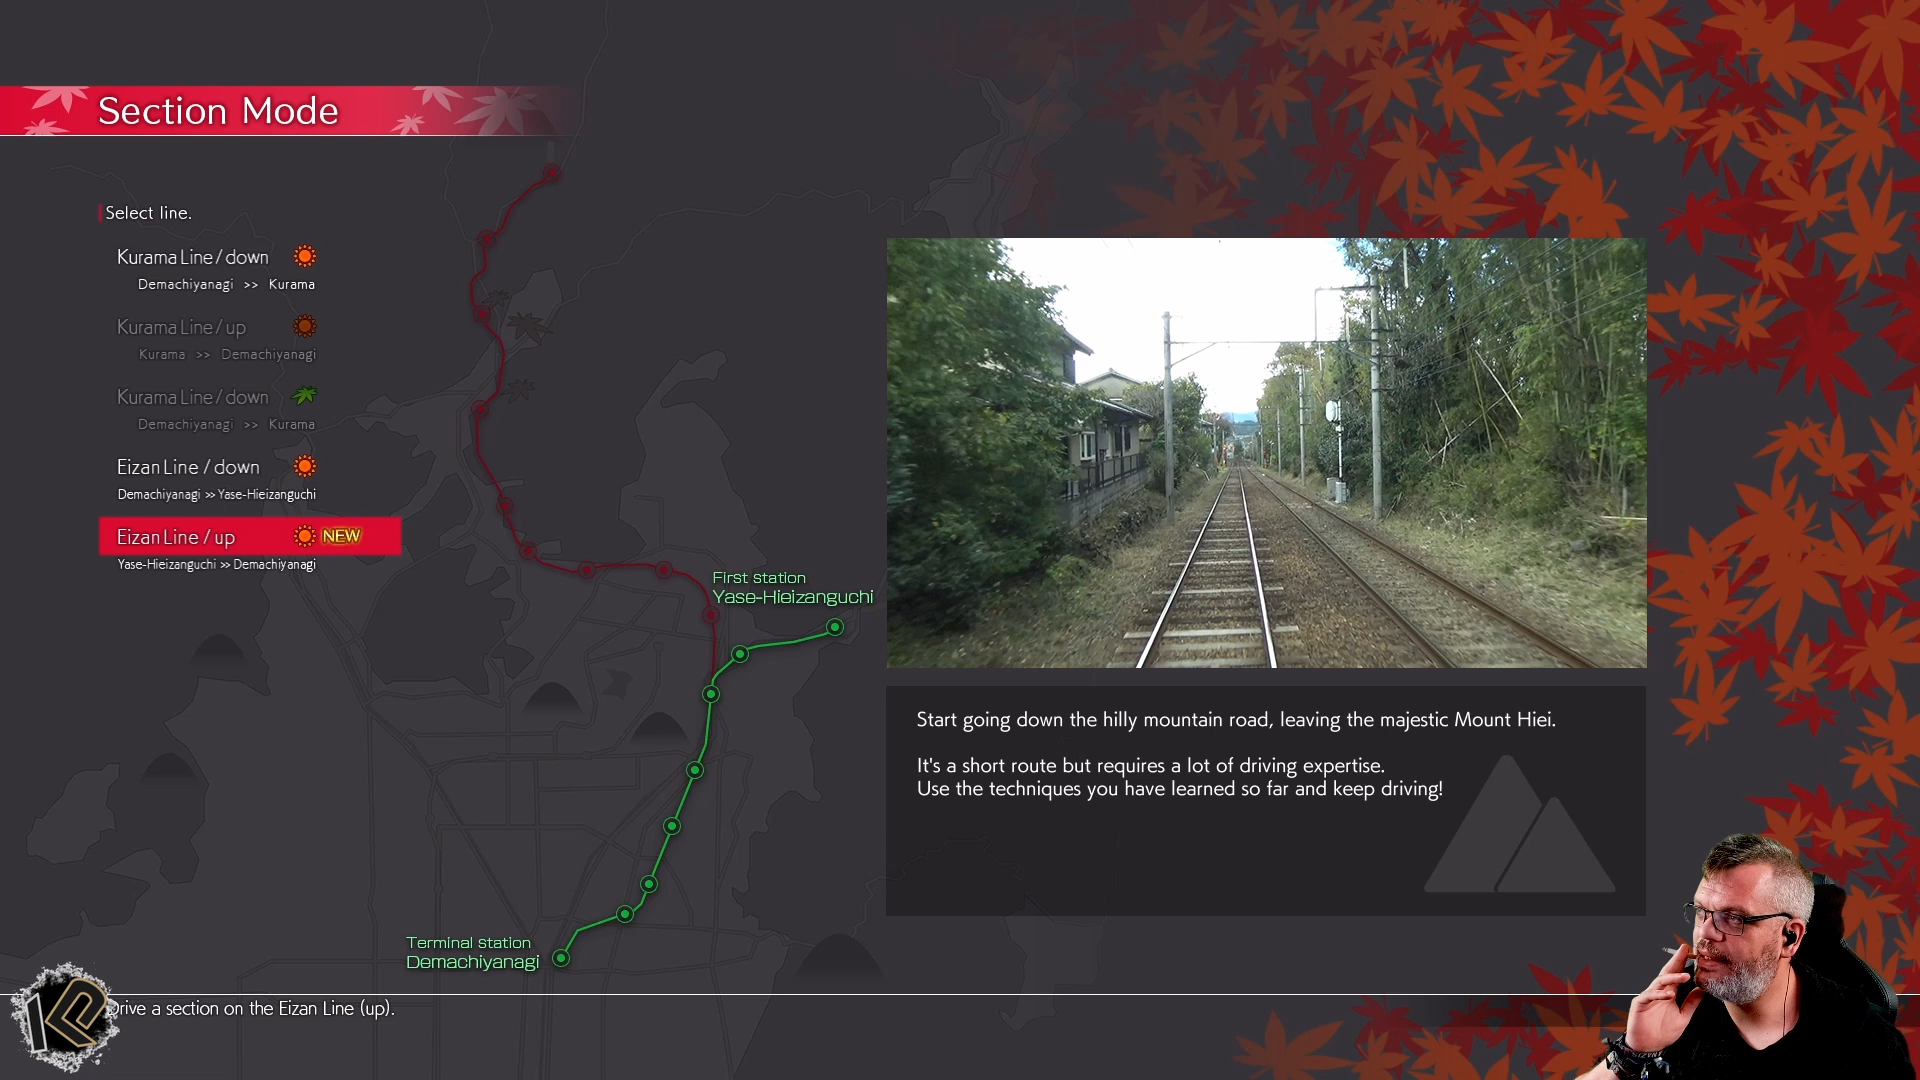 Section Mode
Select line.
Kurama Line / down
Demachiyanagi >> Kurama
Kurama Line / up
Kurama >> Demachiyanagi
Kurama Line / down
Demachiyanagi >> Kurama
Eizan Line / down
Demachiyanagi >> Yase-Hieizanguchi
Eizan Line / up NEW
Yase-Hieizanguchi >> Demachiyanagi
First station
Yase-Hieizanguchi
Start going down the hilly mountain road, leaving the majestic Mount Hiei.
It's a short route but requires a lot of driving expertise.
Use the techniques you have learned so far and keep driving!
Terminal station
Demachiyanagi
Drive a section on the Eizan Line (up).